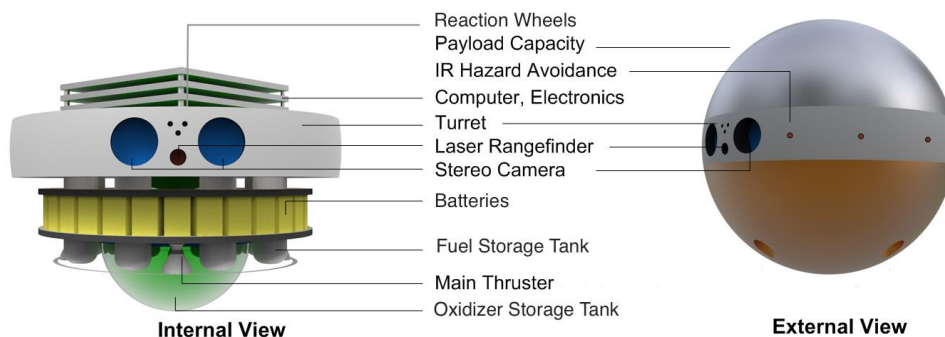 Reaction Wheels
Payload Capacity
IR Hazard Avoidance
Computer, Electronics
Turret
Laser Rangefinder
Stereo Camera
Batteries
Fuel Storage Tank
Main Thruster
Oxidizer Storage Tank
Internal View
External View